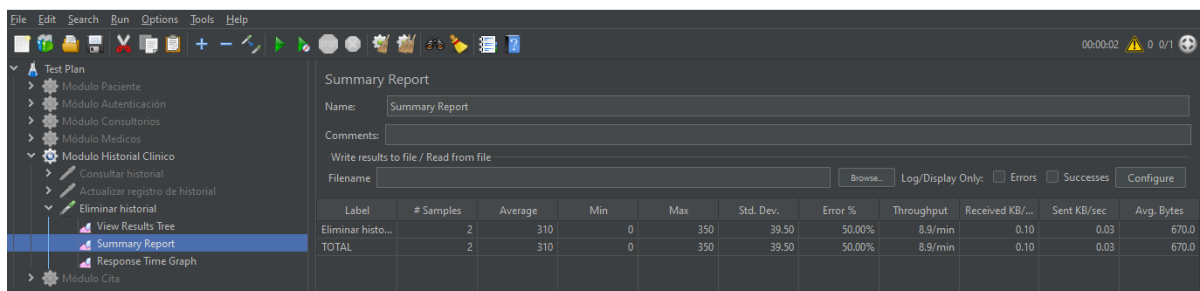 File Edit Search Run Options Tools Help
00:00:02 0 0/1
Test Plan
Modulo Paciente
Módulo Autenticación
Módulo Consultorios
Módulo Medicos
Modulo Historial Clinico
Consultar historial
Actualizar registro de historial
Eliminar historial
View Results Tree
Summary Report
Response Time Graph
Módulo Cita
Summary Report
Name: Summary Report
Comments:
Write results to file / Read from file
Filename Browse... Log/Display Only: Errors Successes Configure
Label # Samples Average Min Max Std. Dev. Error % Throughput Received KB/... Sent KB/sec Avg. Bytes
Eliminar histo... 2 310 0 350 39.50 50.00% 8.9/min 0.10 0.03 670.0
TOTAL 2 310 0 350 39.50 50.00% 8.9/min 0.10 0.03 670.0